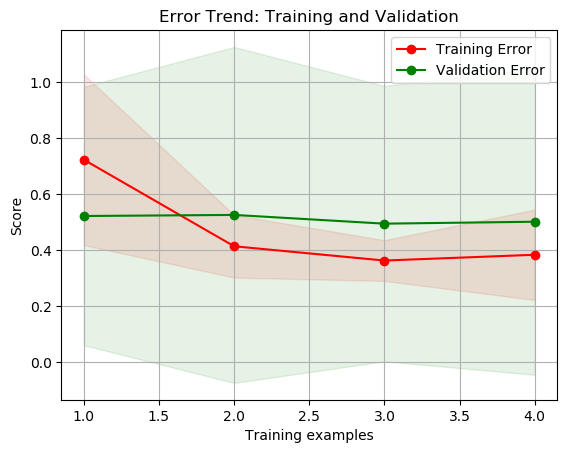 Error Trend: Training and Validation
Training Error
Validation Error
Score
1.0
0.8
0.6
0.4
0.2
0.0
1.0 1.5 2.0 2.5 3.0 3.5 4.0
Training examples